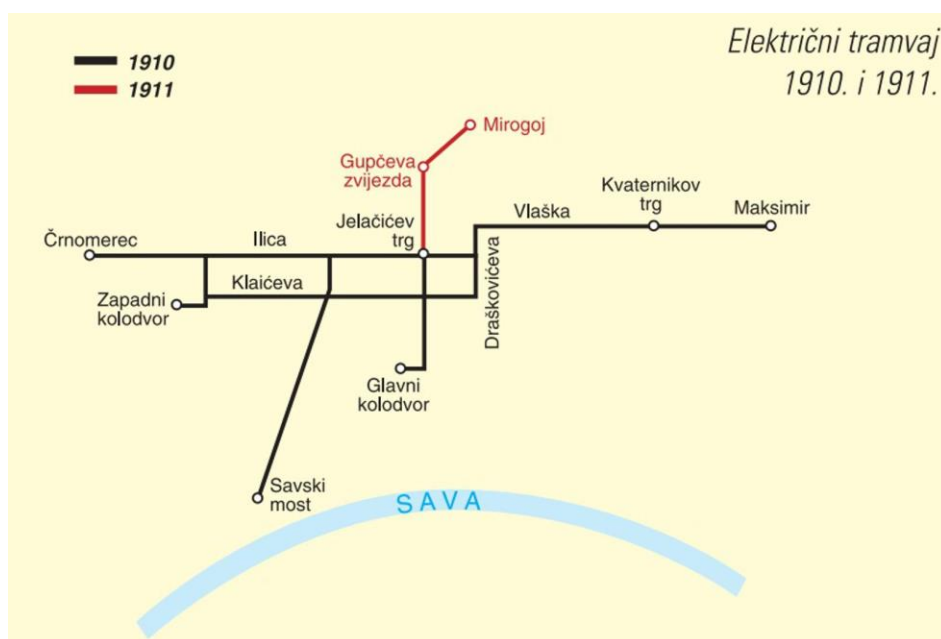 Električni tramvaj
1910. i 1911.
1910
1911
Mirogoj
Gupčeva
zvijezda
Kvaternikov
trg
Maksimir
Vlaška
Jelačićev
trg
Ilica
Črnomerec
Klaićeva
Draškovićeva
Zapadni
kolodvor
Glavni
kolodvor
Savski
most
SAVA